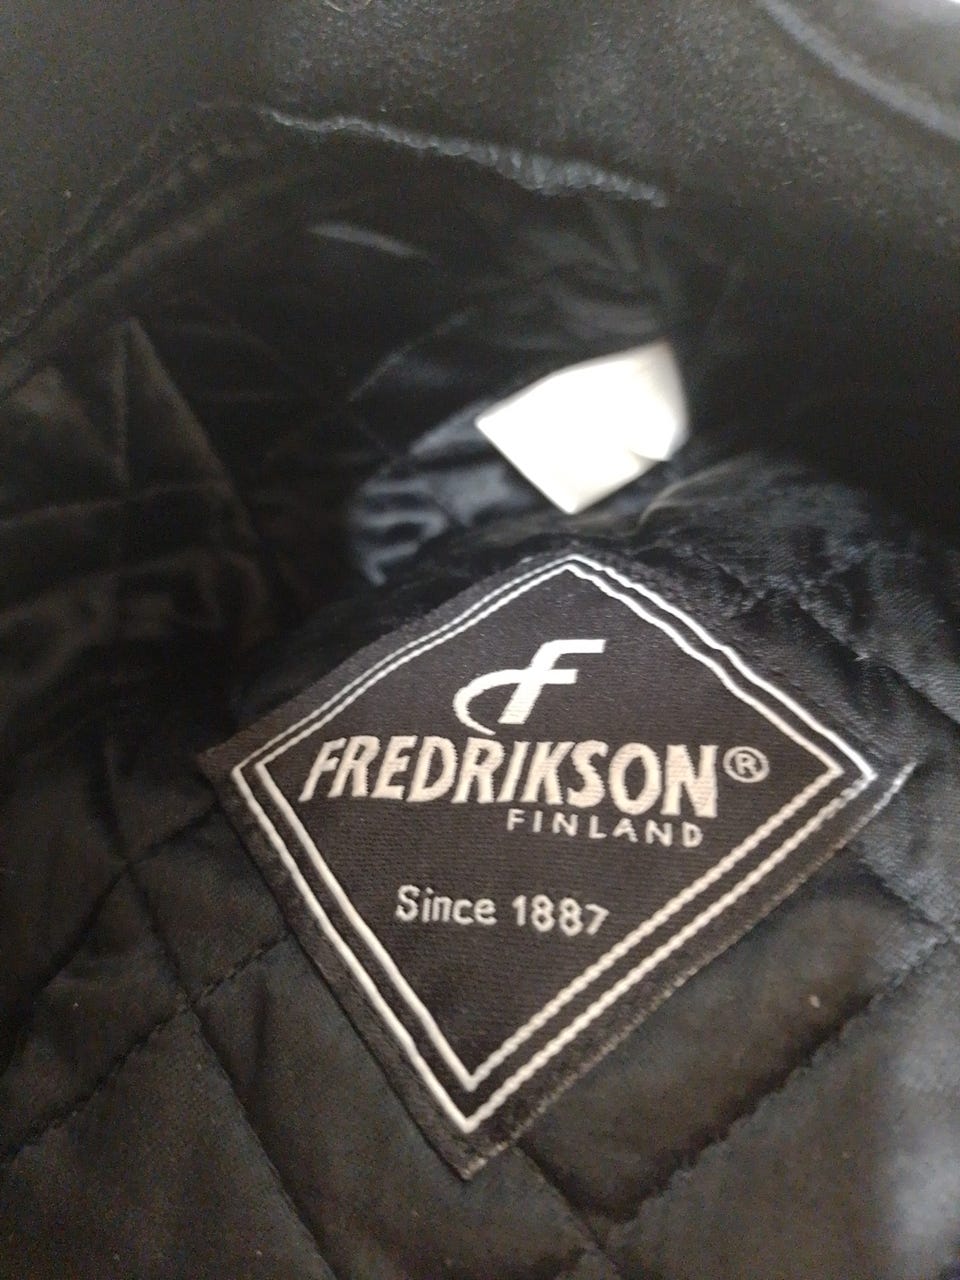 F
FREDRIKSON®
FINLAND
Since 1887